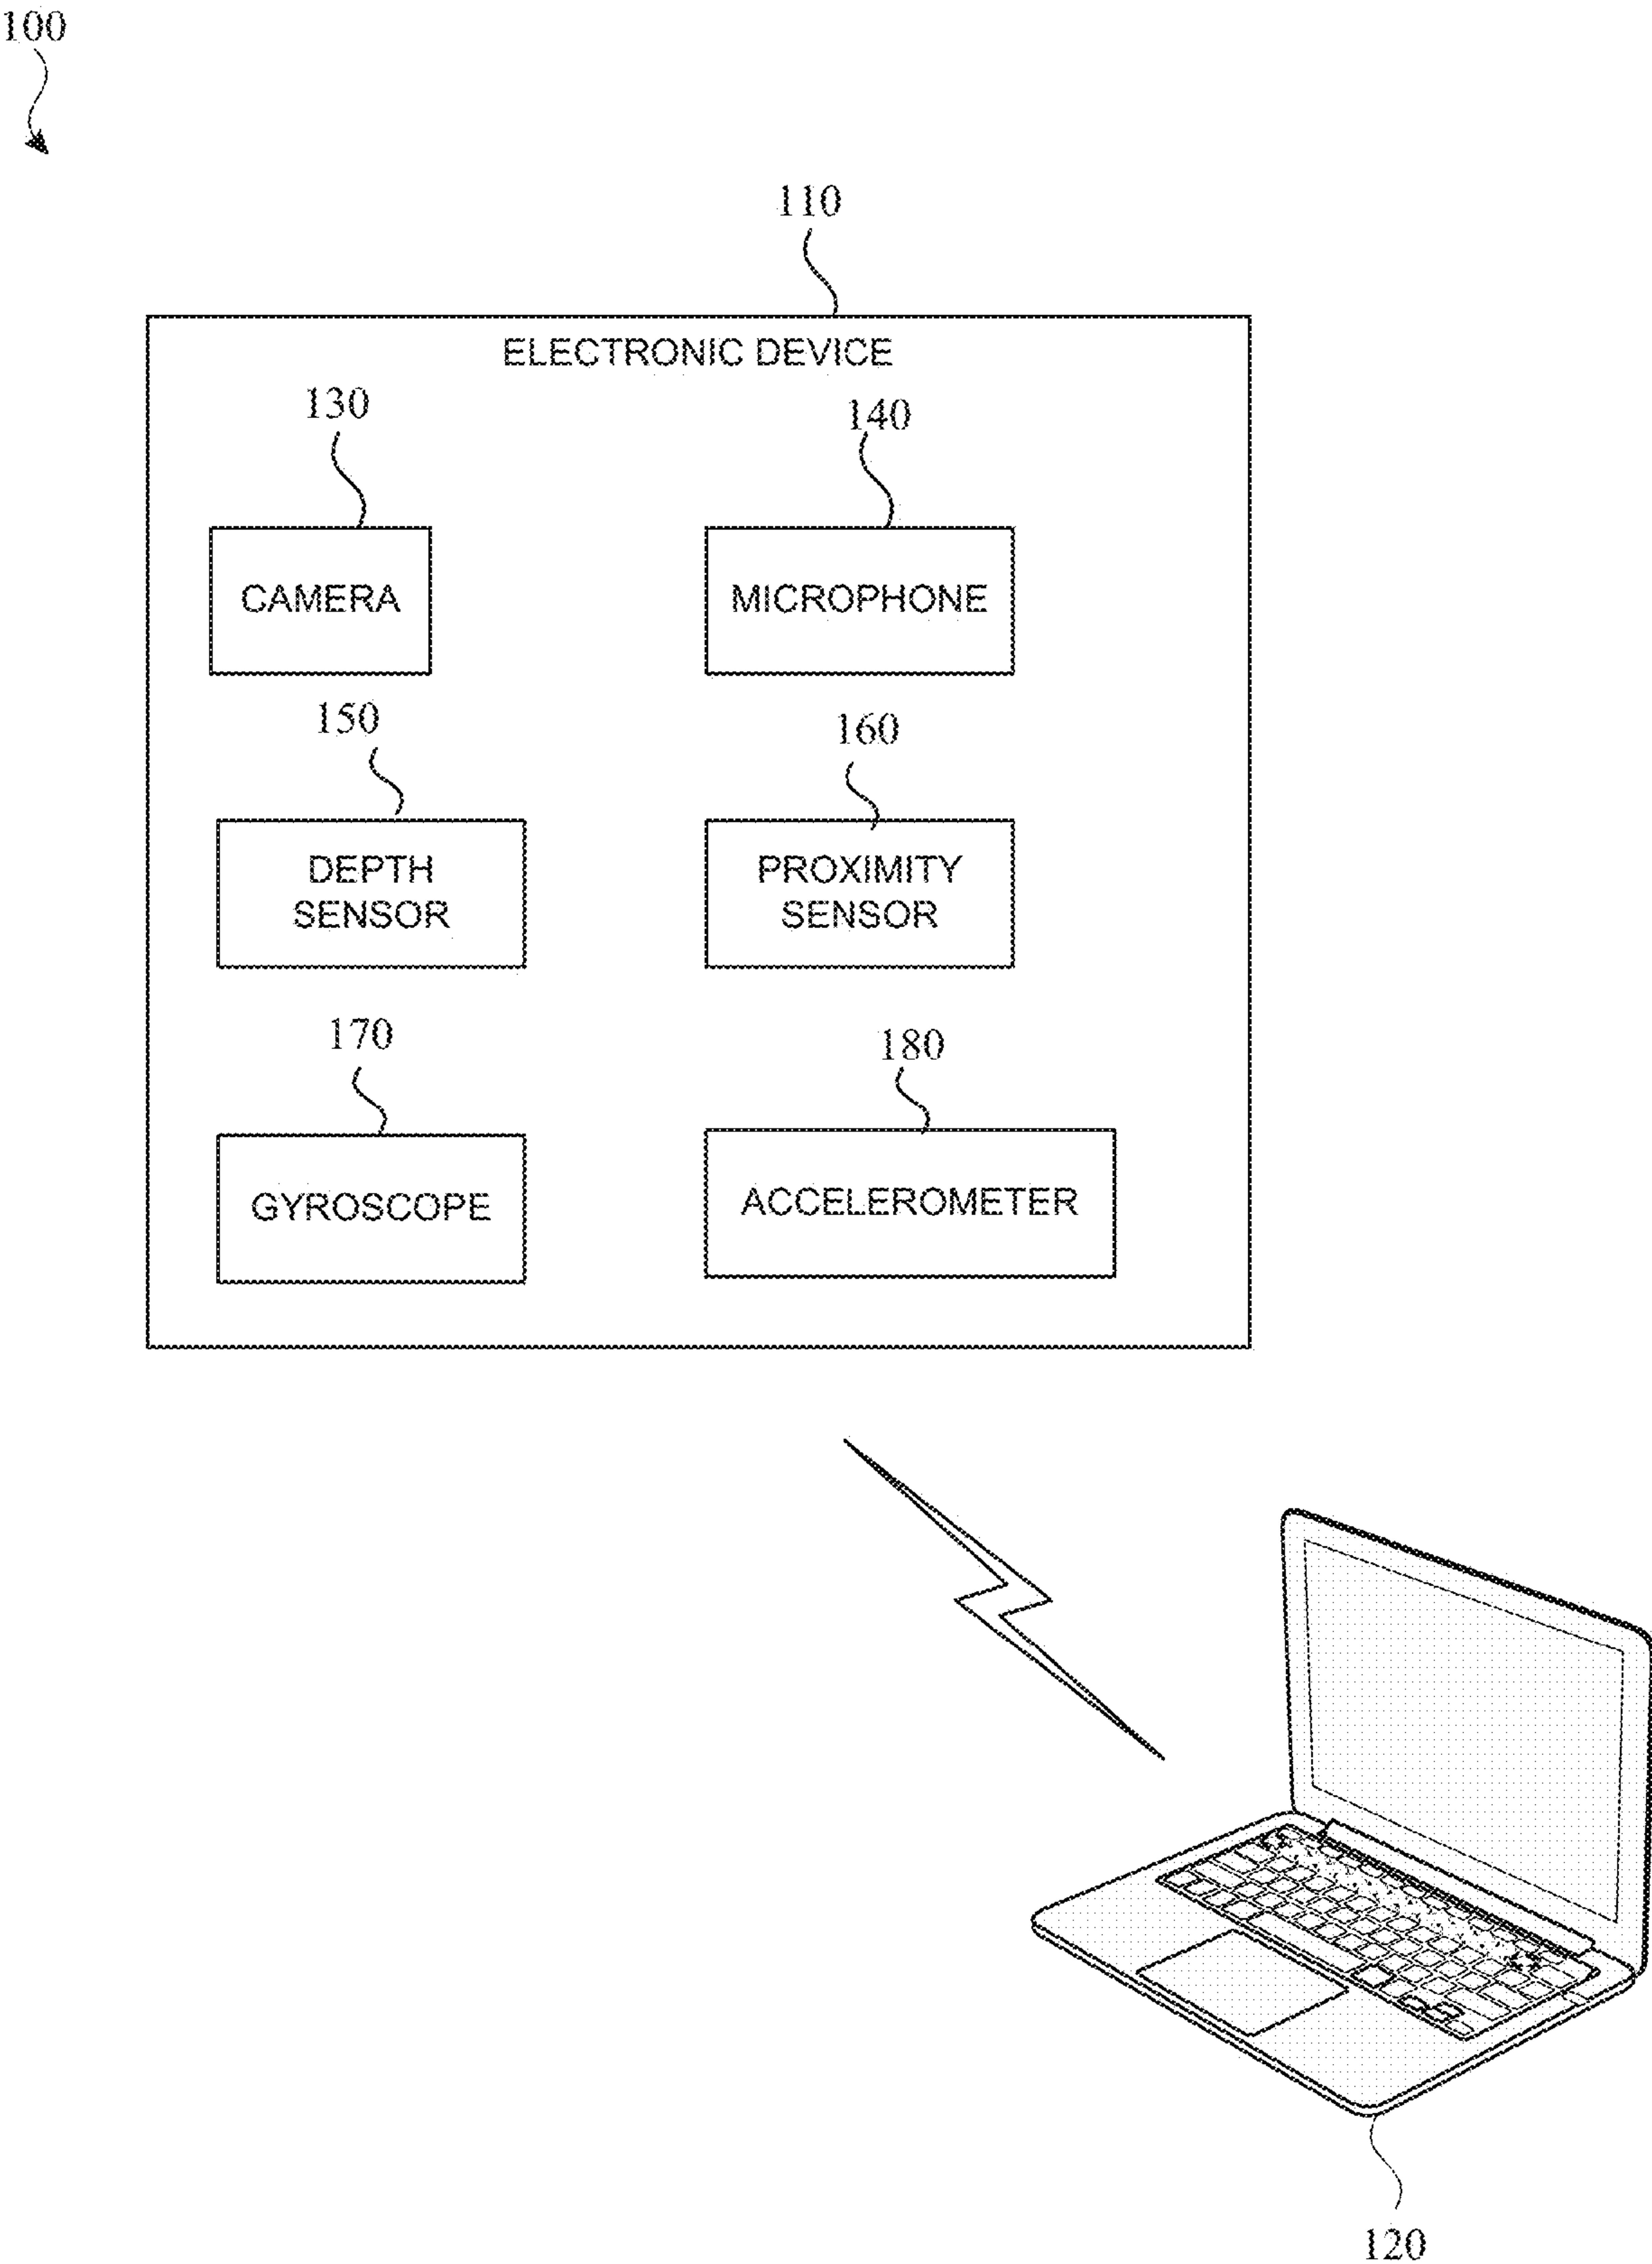 100
110
ELECTRONIC DEVICE
130
140
CAMERA
MICROPHONE
150
160
DEPTH
SENSOR
PROXIMITY
SENSOR
170
180
GYROSCOPE
ACCELEROMETER
120